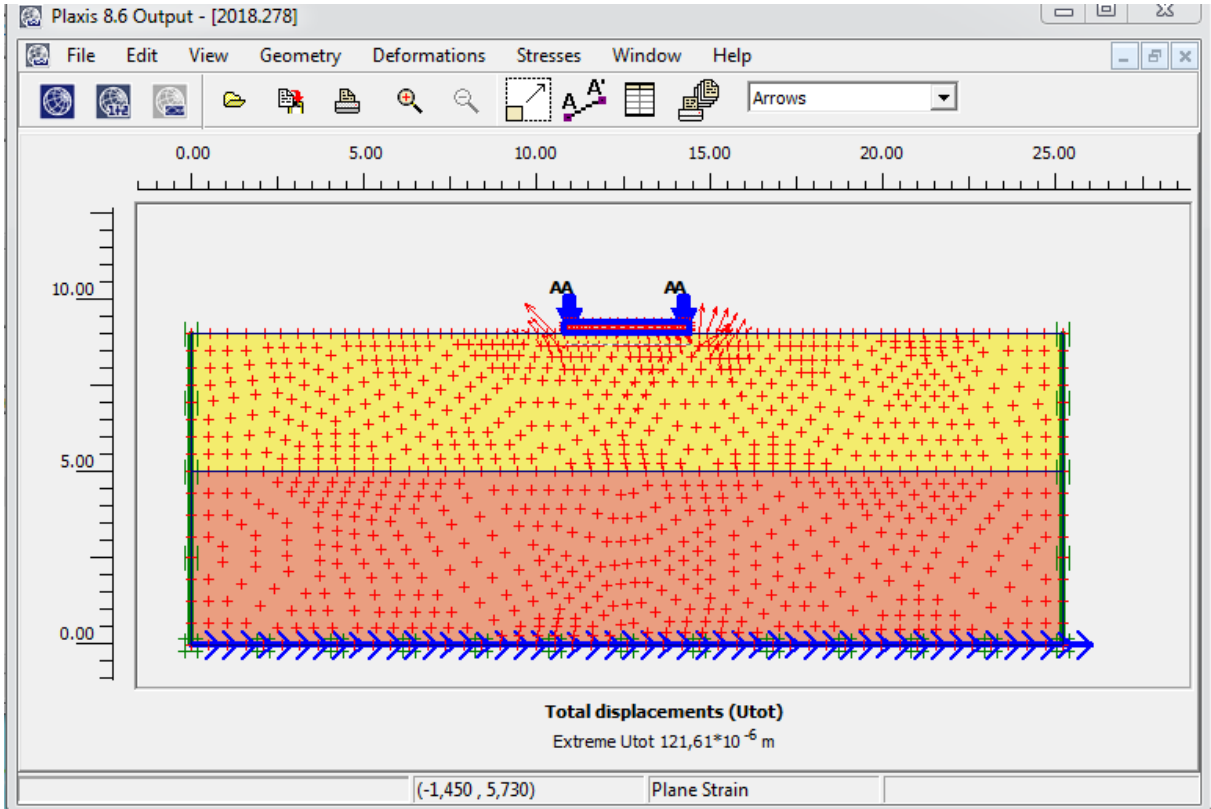 Plaxis 8.6 Output - [2018.278]
File Edit View Geometry Deformations Stresses Window Help
A A' Arrows
0.00 5.00 10.00 15.00 20.00 25.00
10.00
AA AA
5.00
0.00
Total displacements (Utot)
Extreme Utot 121,61*10 -6 m
(-1,450 , 5,730) Plane Strain